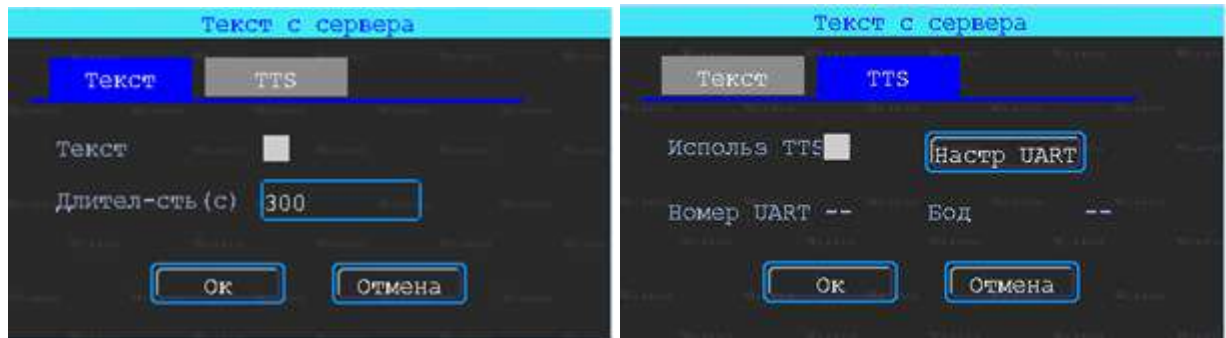 Текст с сервера
Текст TTS
Текст
Длител-сть(с) 300
Ок Отмена
Текст с сервера
Текст TTS
Использ TTS Настр UART
Номер UART -- Бод --
Ок Отмена